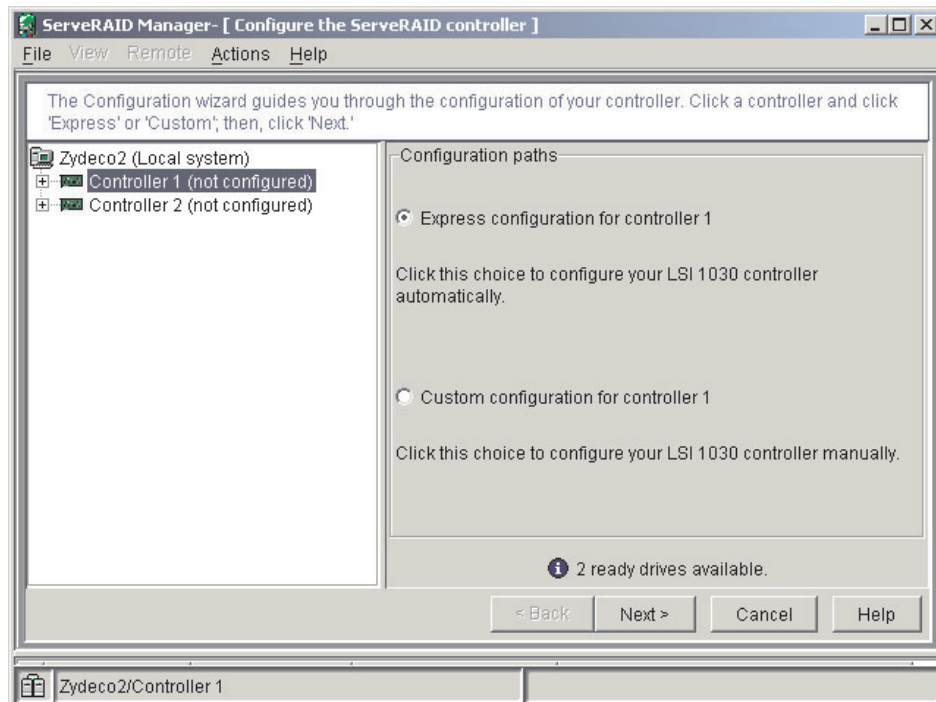 ServeRAID Manager- [ Configure the ServeRAID controller ]
File View Remote Actions Help
The Configuration wizard guides you through the configuration of your controller. Click a controller and click
'Express' or 'Custom'; then, click 'Next.'
Zydeco2 (Local system)
Controller 1 (not configured)
Controller 2 (not configured)
Configuration paths
Express configuration for controller 1
Click this choice to configure your LSI 1030 controller
automatically.
Custom configuration for controller 1
Click this choice to configure your LSI 1030 controller manually.
2 ready drives available.
< Back Next > Cancel Help
Zydeco2/Controller 1